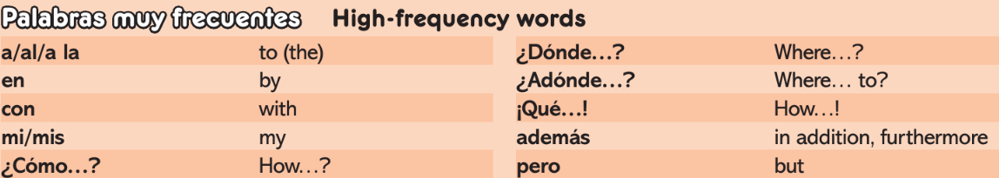 Palabras muy frecuentes High-frequency words
a/al/a la to (the)
en by
con with
mi/mis my
¿Cómo…? How…?
¿Dónde…? Where…?
¿Adónde…? Where… to?
¡Qué…! How…!
además in addition, furthermore
pero but